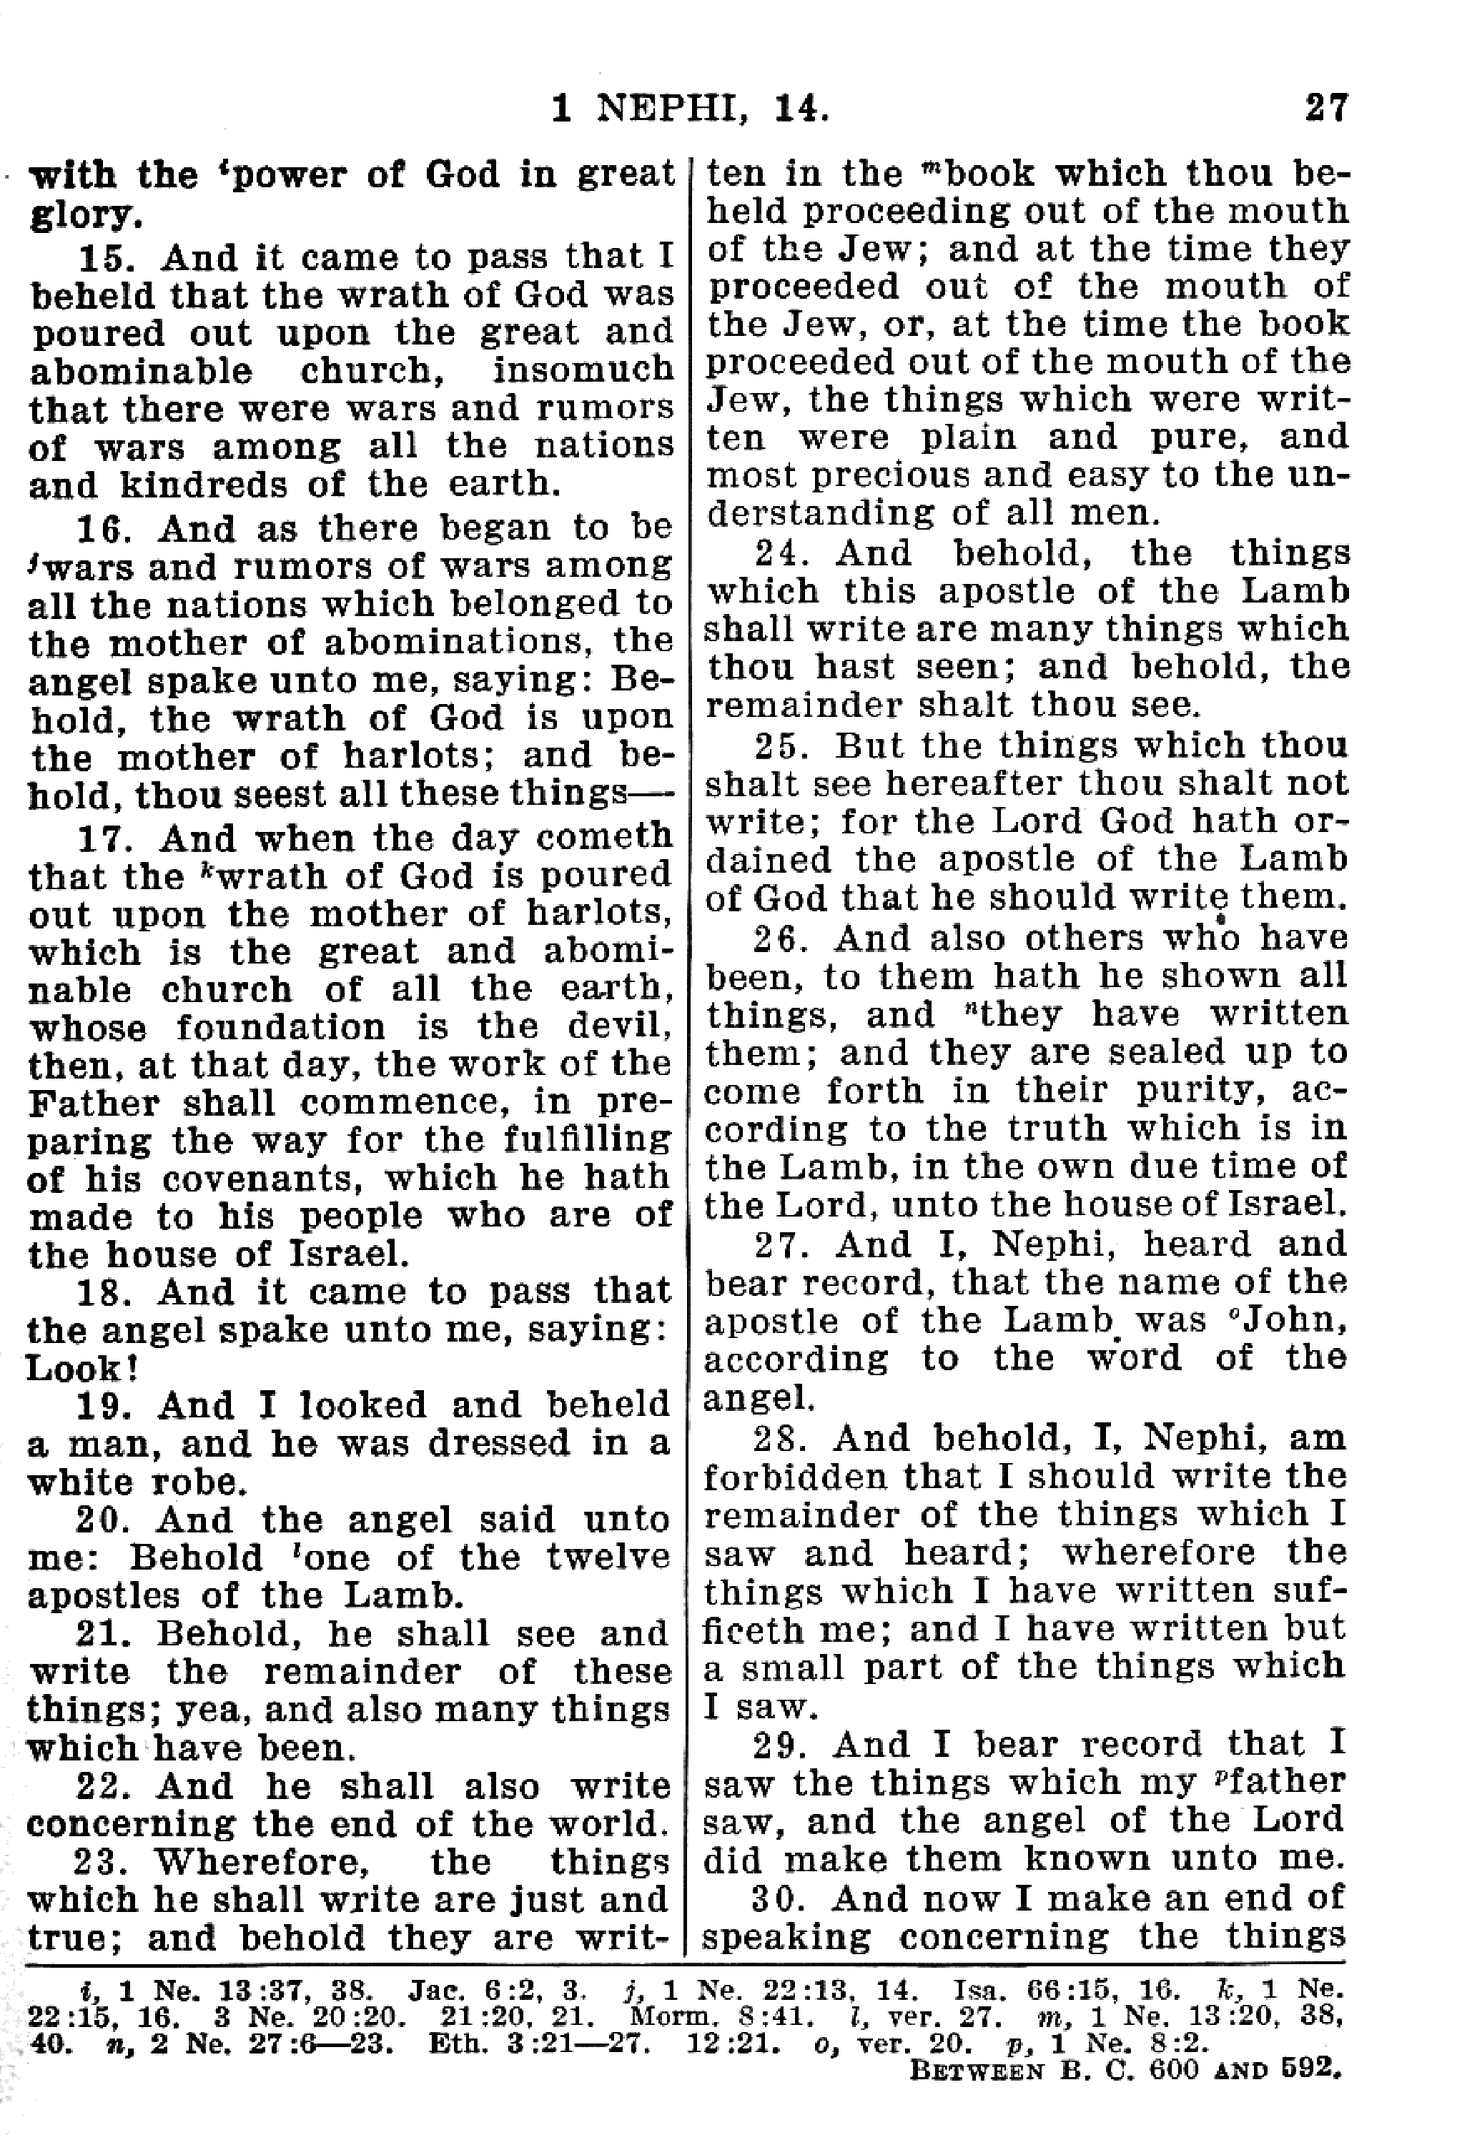 1 NEPHI, 14. 27
with the ipower of God in great
glory.
15. And it came to pass that I
beheld that the wrath of God was
poured out upon the great and
abominable church, insomuch
that there were wars and rumors
of wars among all the nations
and kindreds of the earth.
16. And as there began to be
jwars and rumors of wars among
all the nations which belonged to
the mother of abominations, the
angel spake unto me, saying: Be-
hold, the wrath of God is upon
the mother of harlots; and be-
hold, thou seest all these things—
17. And when the day cometh
that the kwrath of God is poured
out upon the mother of harlots,
which is the great and abomi-
nable church of all the earth,
whose foundation is the devil,
then, at that day, the work of the
Father shall commence, in pre-
paring the way for the fulfilling
of his covenants, which he hath
made to his people who are of
the house of Israel.
18. And it came to pass that
the angel spake unto me, saying:
Look!
19. And I looked and beheld
a man, and he was dressed in a
white robe.
20. And the angel said unto
me: Behold lone of the twelve
apostles of the Lamb.
21. Behold, he shall see and
write the remainder of these
things; yea, and also many things
which have been.
22. And he shall also write
concerning the end of the world.
23. Wherefore, the things
which he shall write are just and
true; and behold they are writ-
ten in the mbook which thou be-
held proceeding out of the mouth
of the Jew; and at the time they
proceeded out of the mouth of
the Jew, or, at the time the book
proceeded out of the mouth of the
Jew, the things which were writ-
ten were plain and pure, and
most precious and easy to the un-
derstanding of all men.
24. And behold, the things
which this apostle of the Lamb
shall write are many things which
thou hast seen; and behold, the
remainder shalt thou see.
25. But the things which thou
shalt see hereafter thou shalt not
write; for the Lord God hath or-
dained the apostle of the Lamb
of God that he should write them.
26. And also others who have
been, to them hath he shown all
things, and nthey have written
them; and they are sealed up to
come forth in their purity, ac-
cording to the truth which is in
the Lamb, in the own due time of
the Lord, unto the house of Israel.
27. And I, Nephi, heard and
bear record, that the name of the
apostle of the Lamb was oJohn,
according to the word of the
angel.
28. And behold, I, Nephi, am
forbidden that I should write the
remainder of the things which I
saw and heard; wherefore the
things which I have written suf-
ficeth me; and I have written but
a small part of the things which
I saw.
29. And I bear record that I
saw the things which my pfather
saw, and the angel of the Lord
did make them known unto me.
30. And now I make an end of
speaking concerning the things
i, 1 Ne. 13:37, 38. Jac. 6:2, 3. j, 1 Ne. 22:13, 14. Isa. 66:15, 16. k, 1 Ne.
22:15, 16. 3 Ne. 20:20. 21:20, 21. Morm. 8:41. l, ver. 27. m, 1 Ne. 13:20, 38,
40. n, 2 Ne. 27:6—23. Eth. 3:21—27. 12:21. o, ver. 20. p, 1 Ne. 8:2.
BETWEEN B. C. 600 AND 592.